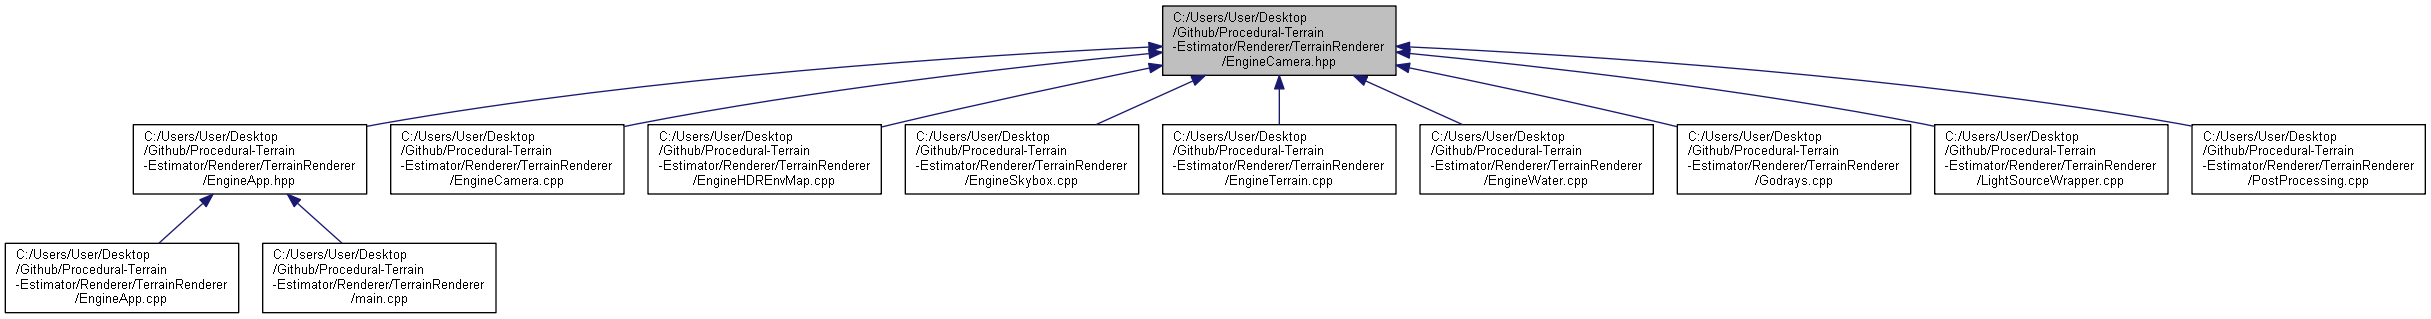 C:/Users/User/Desktop
/Github/Procedural-Terrain
-Estimator/Renderer/TerrainRenderer
/EngineCamera.hpp
C:/Users/User/Desktop
/Github/Procedural-Terrain
-Estimator/Renderer/TerrainRenderer
/EngineApp.hpp
C:/Users/User/Desktop
/Github/Procedural-Terrain
-Estimator/Renderer/TerrainRenderer
/EngineCamera.cpp
C:/Users/User/Desktop
/Github/Procedural-Terrain
-Estimator/Renderer/TerrainRenderer
/EngineHDREnvMap.cpp
C:/Users/User/Desktop
/Github/Procedural-Terrain
-Estimator/Renderer/TerrainRenderer
/EngineSkybox.cpp
C:/Users/User/Desktop
/Github/Procedural-Terrain
-Estimator/Renderer/TerrainRenderer
/EngineTerrain.cpp
C:/Users/User/Desktop
/Github/Procedural-Terrain
-Estimator/Renderer/TerrainRenderer
/EngineWater.cpp
C:/Users/User/Desktop
/Github/Procedural-Terrain
-Estimator/Renderer/TerrainRenderer
/Godrays.cpp
C:/Users/User/Desktop
/Github/Procedural-Terrain
-Estimator/Renderer/TerrainRenderer
/LightSourceWrapper.cpp
C:/Users/User/Desktop
/Github/Procedural-Terrain
-Estimator/Renderer/TerrainRenderer
/PostProcessing.cpp
C:/Users/User/Desktop
/Github/Procedural-Terrain
-Estimator/Renderer/TerrainRenderer
/EngineApp.cpp
C:/Users/User/Desktop
/Github/Procedural-Terrain
-Estimator/Renderer/TerrainRenderer
/main.cpp